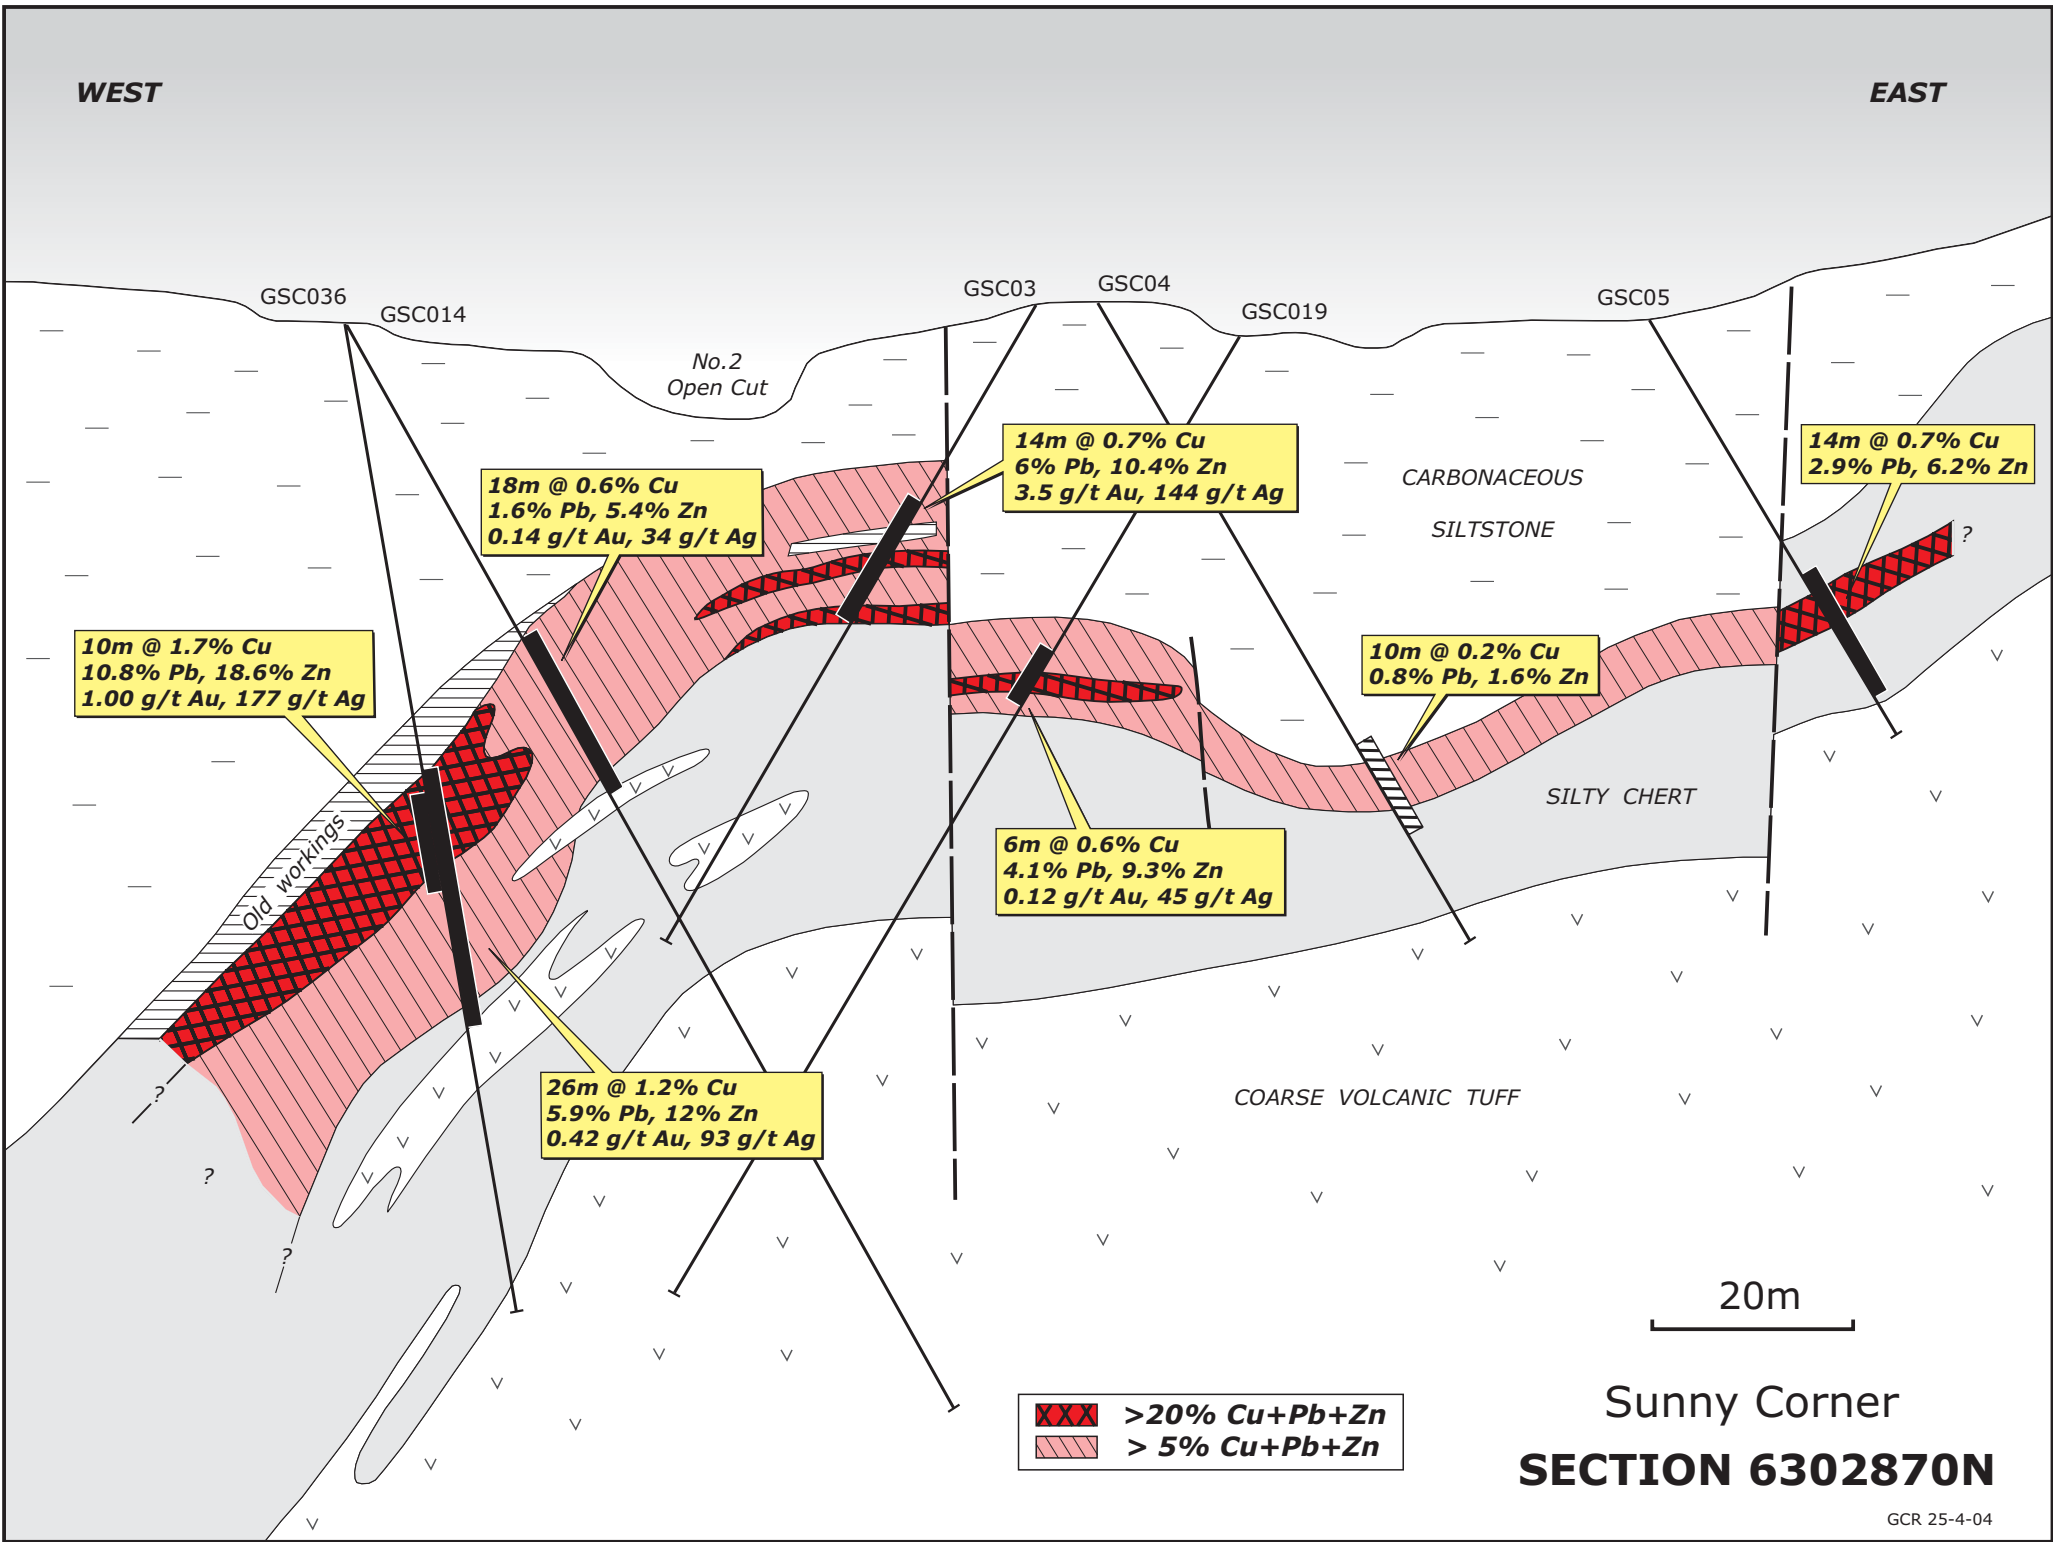 WEST
EAST
GSC036
GSC014
GSC03
GSC04
GSC019
GSC05
No.2
Open Cut
14m @ 0.7% Cu
6% Pb, 10.4% Zn
3.5 g/t Au, 144 g/t Ag
14m @ 0.7% Cu
2.9% Pb, 6.2% Zn
18m @ 0.6% Cu
1.6% Pb, 5.4% Zn
0.14 g/t Au, 34 g/t Ag
CARBONACEOUS
SILTSTONE
?
10m @ 1.7% Cu
10.8% Pb, 18.6% Zn
1.00 g/t Au, 177 g/t Ag
10m @ 0.2% Cu
0.8% Pb, 1.6% Zn
SILTY CHERT
Old workings
6m @ 0.6% Cu
4.1% Pb, 9.3% Zn
0.12 g/t Au, 45 g/t Ag
26m @ 1.2% Cu
5.9% Pb, 12% Zn
0.42 g/t Au, 93 g/t Ag
?
COARSE VOLCANIC TUFF
?
?
20m
>20% Cu+Pb+Zn
> 5% Cu+Pb+Zn
Sunny Corner
SECTION 6302870N
GCR 25-4-04